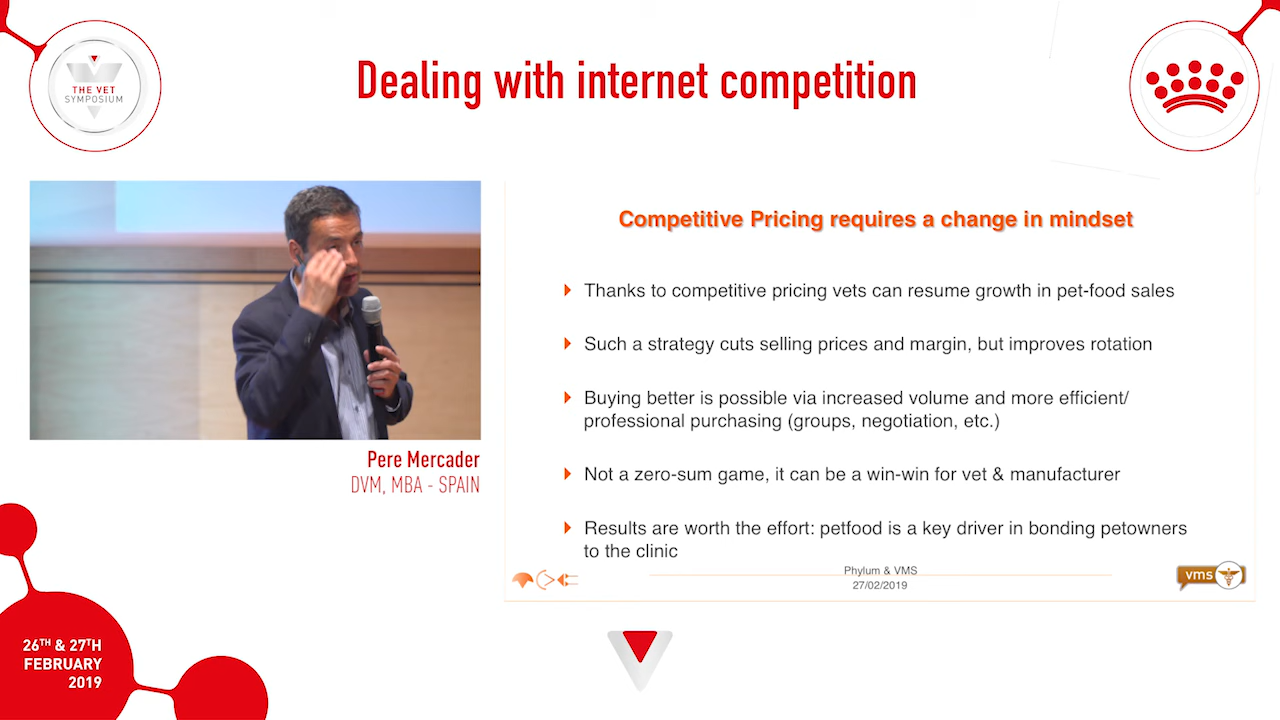 THE VET
SYMPOSIUM
Dealing with internet competition
Pere Mercader
DVM, MBA - SPAIN
Competitive Pricing requires a change in mindset
Thanks to competitive pricing vets can resume growth in pet-food sales
Such a strategy cuts selling prices and margin, but improves rotation
Buying better is possible via increased volume and more efficient/
professional purchasing (groups, negotiation, etc.)
Not a zero-sum game, it can be a win-win for vet & manufacturer
Results are worth the effort: petfood is a key driver in bonding petowners
to the clinic
Phylum & VMS
27/02/2019
vms
26TH & 27TH
FEBRUARY
2019